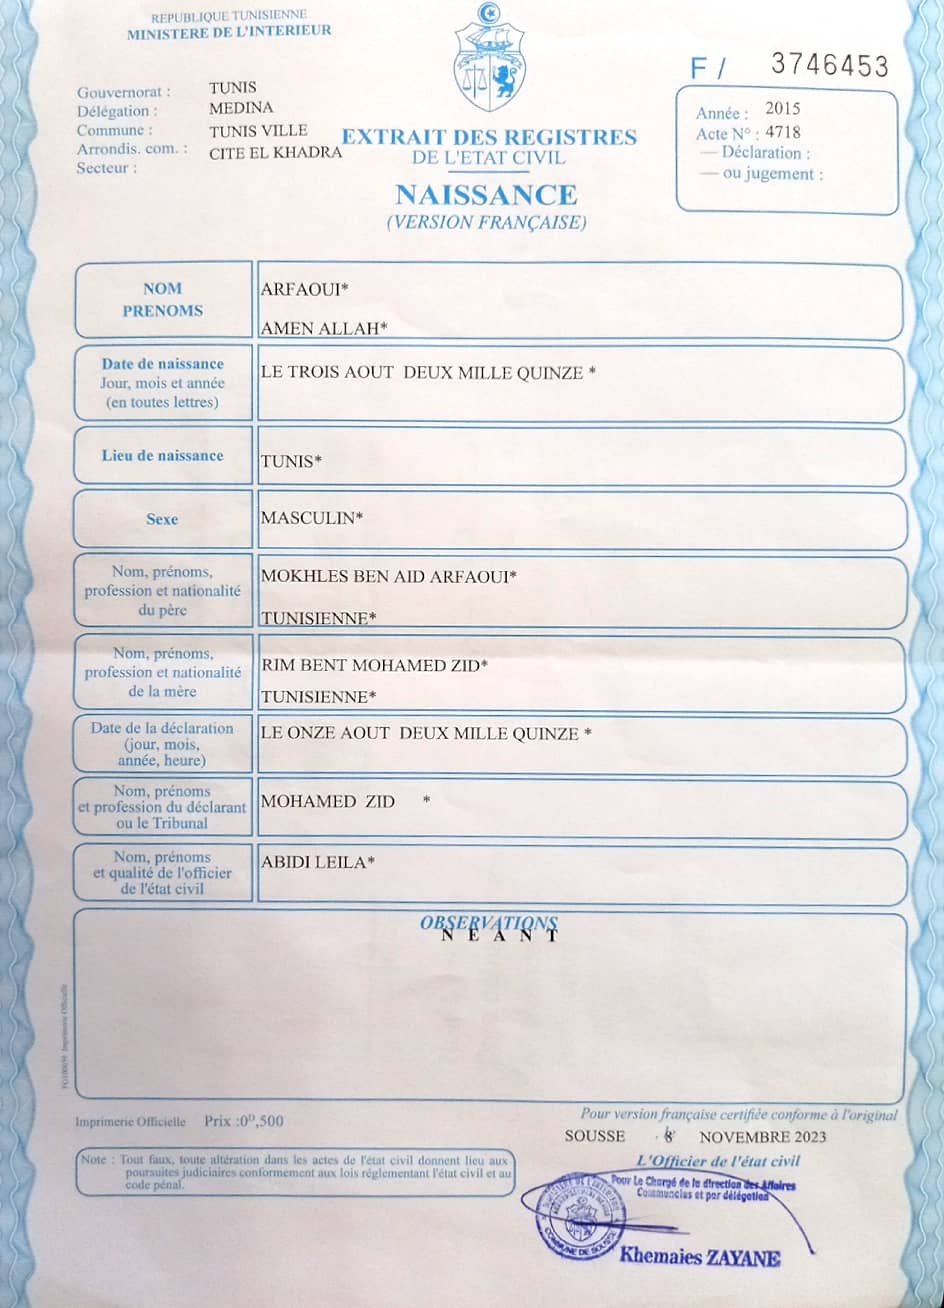 REPUBLIQUE TUNISIENNE
MINISTERE DE L'INTERIEUR
F / 3746453
Gouvernorat : TUNIS
Délégation : MEDINA
Commune : TUNIS VILLE
Arrondis. com. : CITE EL KHADRA
Secteur :
EXTRAIT DES REGISTRES
DE L'ETAT CIVIL
NAISSANCE
(VERSION FRANÇAISE)
Année : 2015
Acte N° : 4718
— Déclaration :
— ou jugement :
NOM
PRENOMS
ARFAOUI*
AMEN ALLAH*
Date de naissance
Jour, mois et année
(en toutes lettres)
LE TROIS AOUT DEUX MILLE QUINZE *
Lieu de naissance
TUNIS*
Sexe
MASCULIN*
Nom, prénoms,
profession et nationalité
du père
MOKHLES BEN AID ARFAOUI*
TUNISIENNE*
Nom, prénoms,
profession et nationalité
de la mère
RIM BENT MOHAMED ZID*
TUNISIENNE*
Date de la déclaration
(jour, mois,
année, heure)
LE ONZE AOUT DEUX MILLE QUINZE *
Nom, prénoms
et profession du déclarant
ou le Tribunal
MOHAMED ZID *
Nom, prénoms
et qualité de l'officier
de l'état civil
ABIDI LEILA*
OBSERVATIONS
N E A N T
Imprimerie Officielle
Imprimerie Officielle Prix :0ᴰ,500
Pour version française certifiée conforme à l'original
SOUSSE NOVEMBRE 2023
L'Officier de l'état civil
Note : Tout faux, toute altération dans les actes de l'état civil donnent lieu aux
poursuites judiciaires conformement aux lois réglementant l'état civil et au
code pénal.
Pour Le Chargé de la direction des Affaires
Communales et par délégation
COMMUNE DE SOUSSE
Khemaies ZAYANE